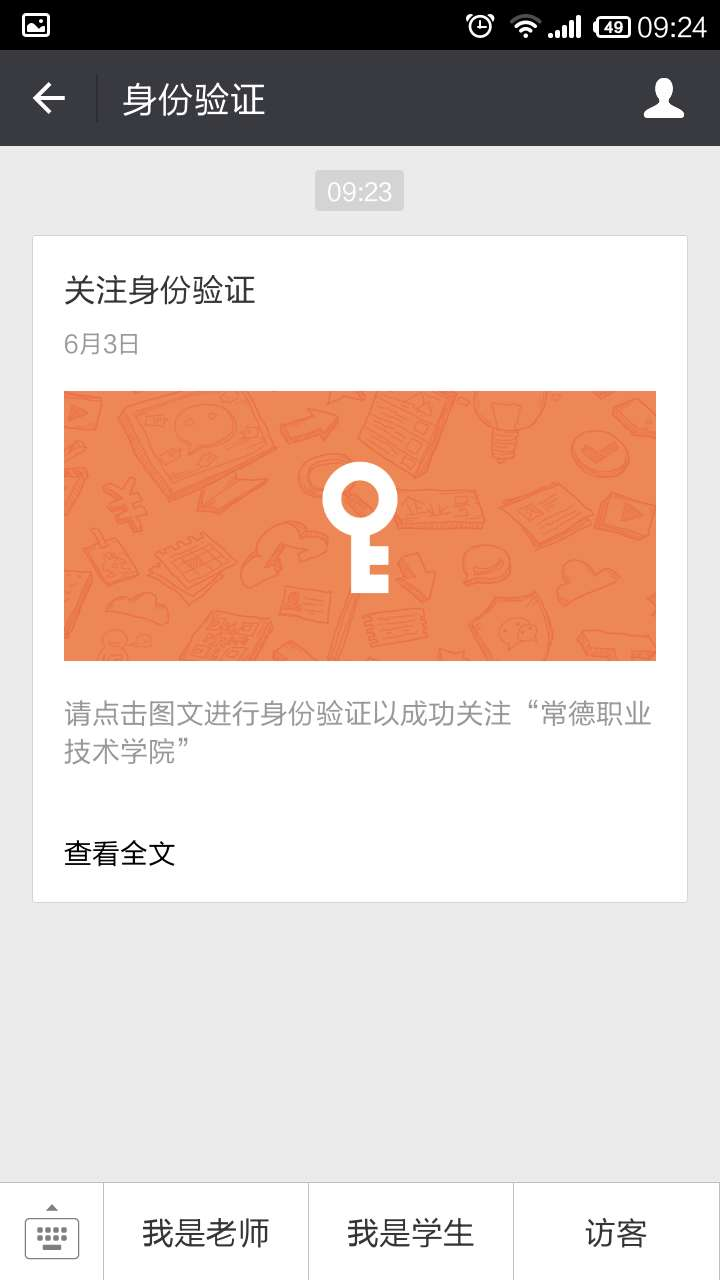 49 09:24
身份验证
09:23
关注身份验证
6月3日
请点击图文进行身份验证以成功关注“常德职业
技术学院”
查看全文
我是老师 我是学生 访客